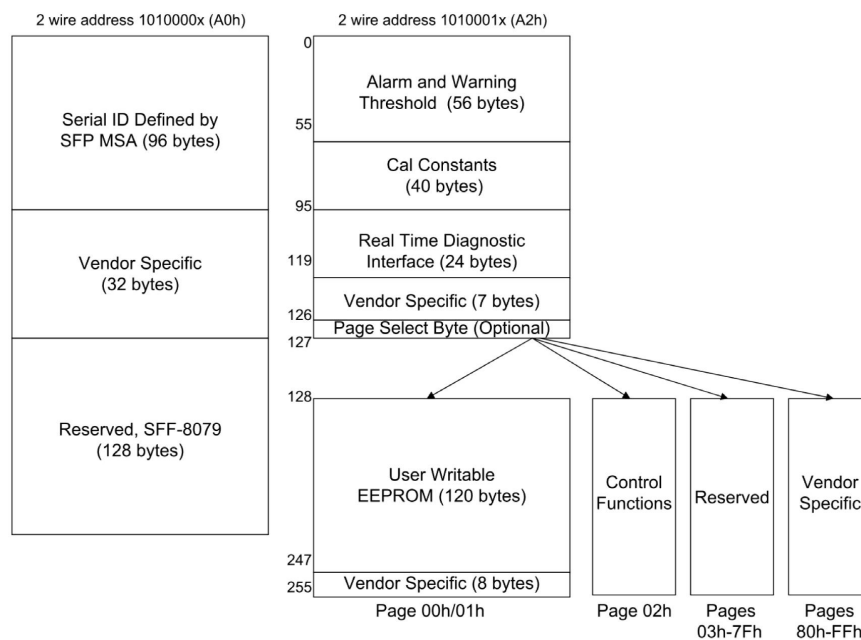 2 wire address 1010000x (A0h)
Serial ID Defined by
SFP MSA (96 bytes)
Vendor Specific
(32 bytes)
Reserved, SFF-8079
(128 bytes)
2 wire address 1010001x (A2h)
0
Alarm and Warning
Threshold (56 bytes)
55
Cal Constants
(40 bytes)
95
Real Time Diagnostic
Interface (24 bytes)
119
Vendor Specific (7 bytes)
126
Page Select Byte (Optional)
127
128
User Writable
EEPROM (120 bytes)
247
Vendor Specific (8 bytes)
255
Page 00h/01h
Control
Functions
Page 02h
Reserved
Pages
03h-7Fh
Vendor
Specific
Pages
80h-FFh